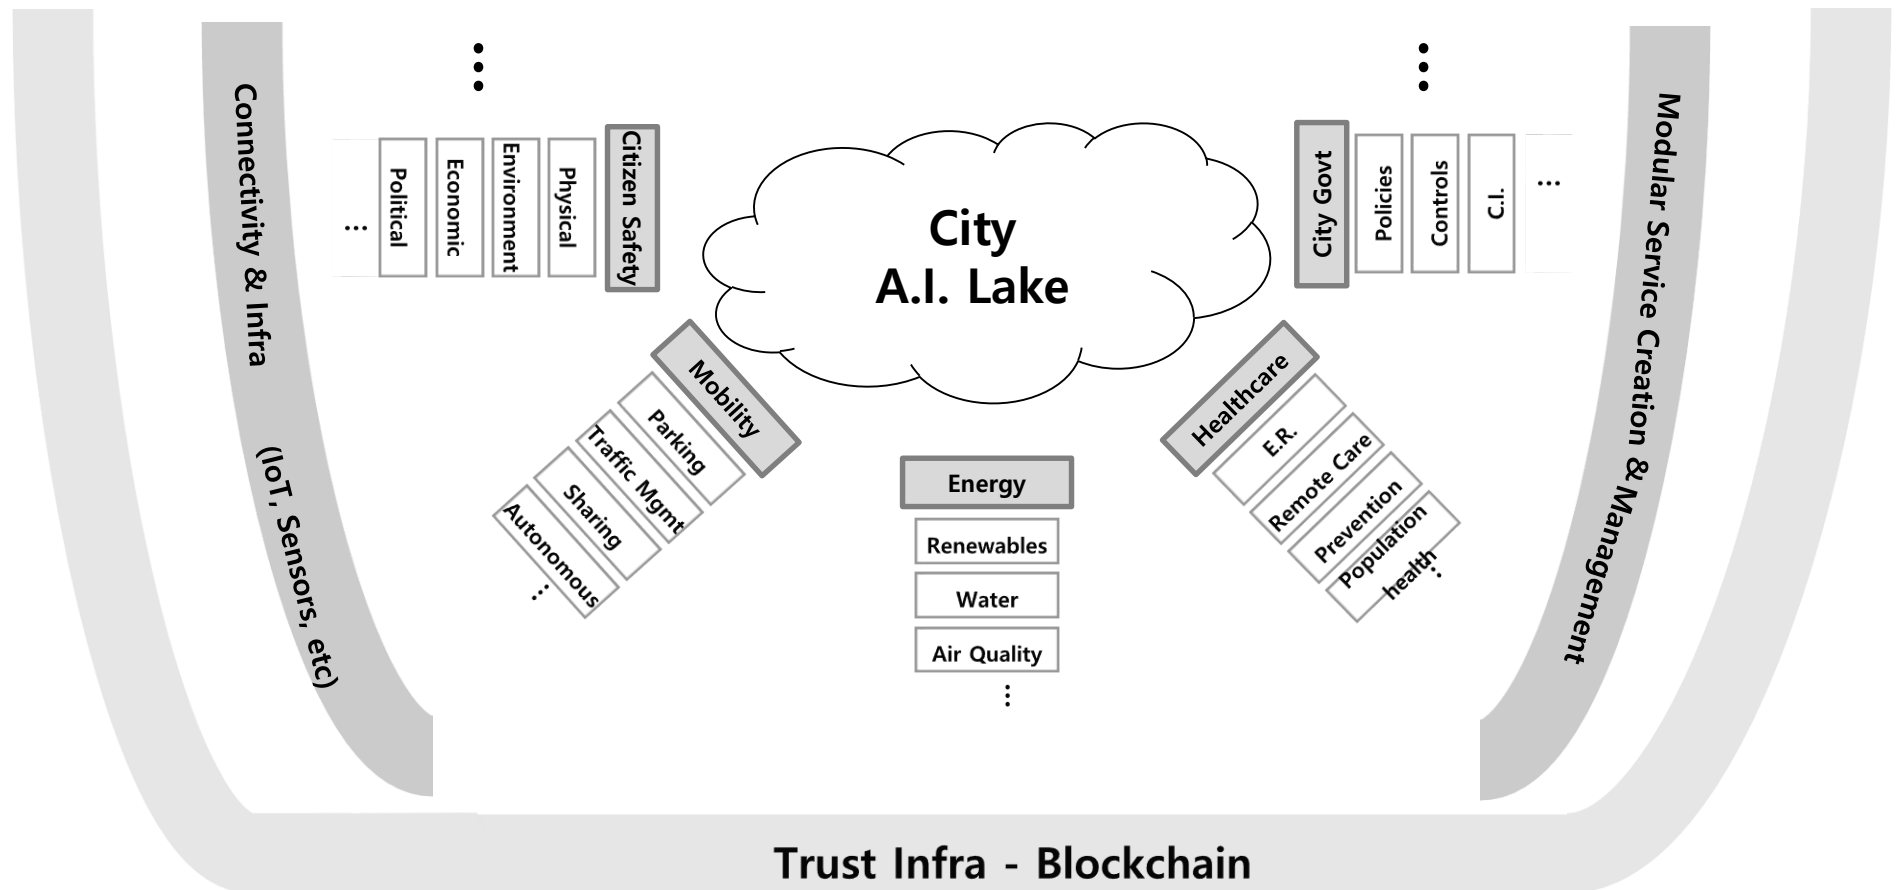 Connectivity & Infra
(IoT, Sensors, etc)
⋮
...
Political
Economic
Environment
Physical
Citizen Safety
City
A.I. Lake
⋮
City Govt
Policies
Controls
C.I.
...
Modular Service Creation & Management
Mobility
Parking
Traffic Mgmt
Sharing
Autonomous
...
Energy
Renewables
Water
Air Quality
...
Healthcare
E.R.
Remote Care
Prevention
Population
health
...
Trust Infra - Blockchain